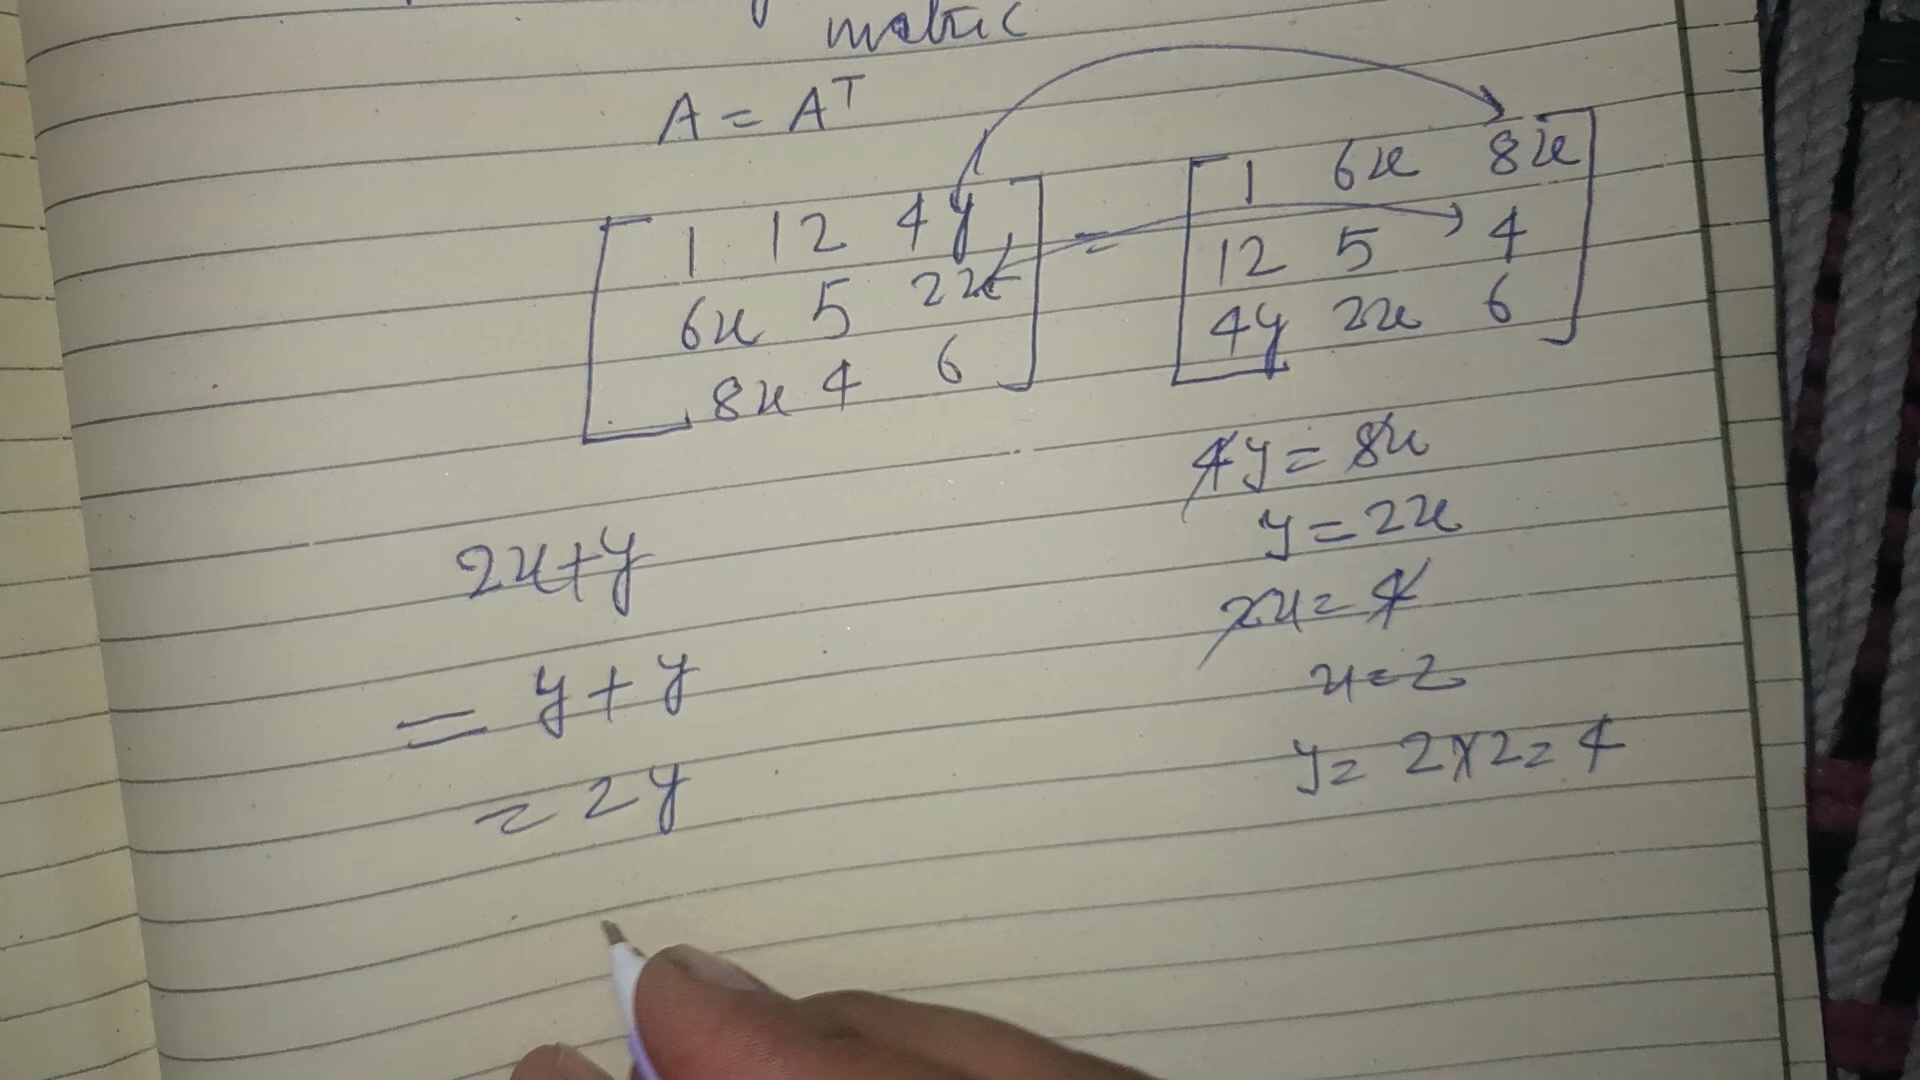 matric
A = Aᵀ
[ 1 12 4y ] = [ 1 6x 8x ]
[ 6x 5 2x ] [ 12 5 4 ]
[ 8x 4 6 ] [ 4y 2x 6 ]
4y = 8x
y = 2x
2x = 4
x = 2
y = 2×2 = 4
2x+y
= y + y
= 2y